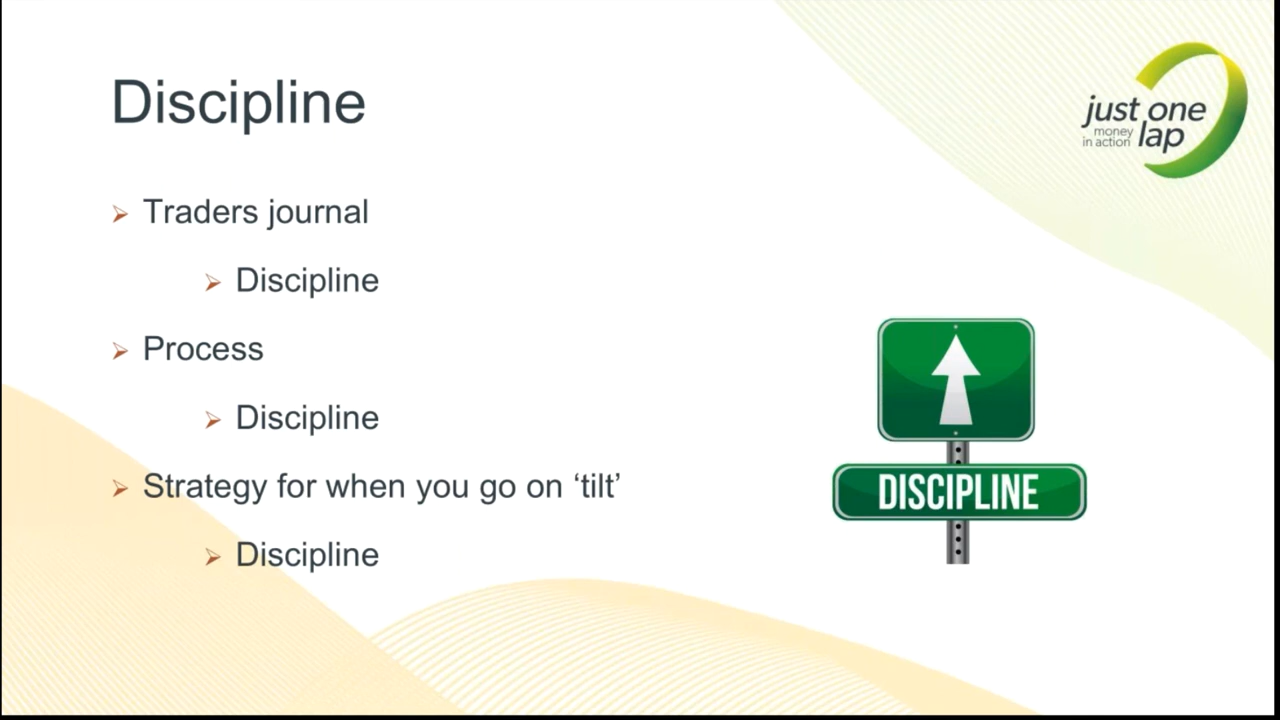 Discipline
just one
money
in action lap
Traders journal
Discipline
Process
Discipline
Strategy for when you go on ‘tilt’
Discipline
DISCIPLINE